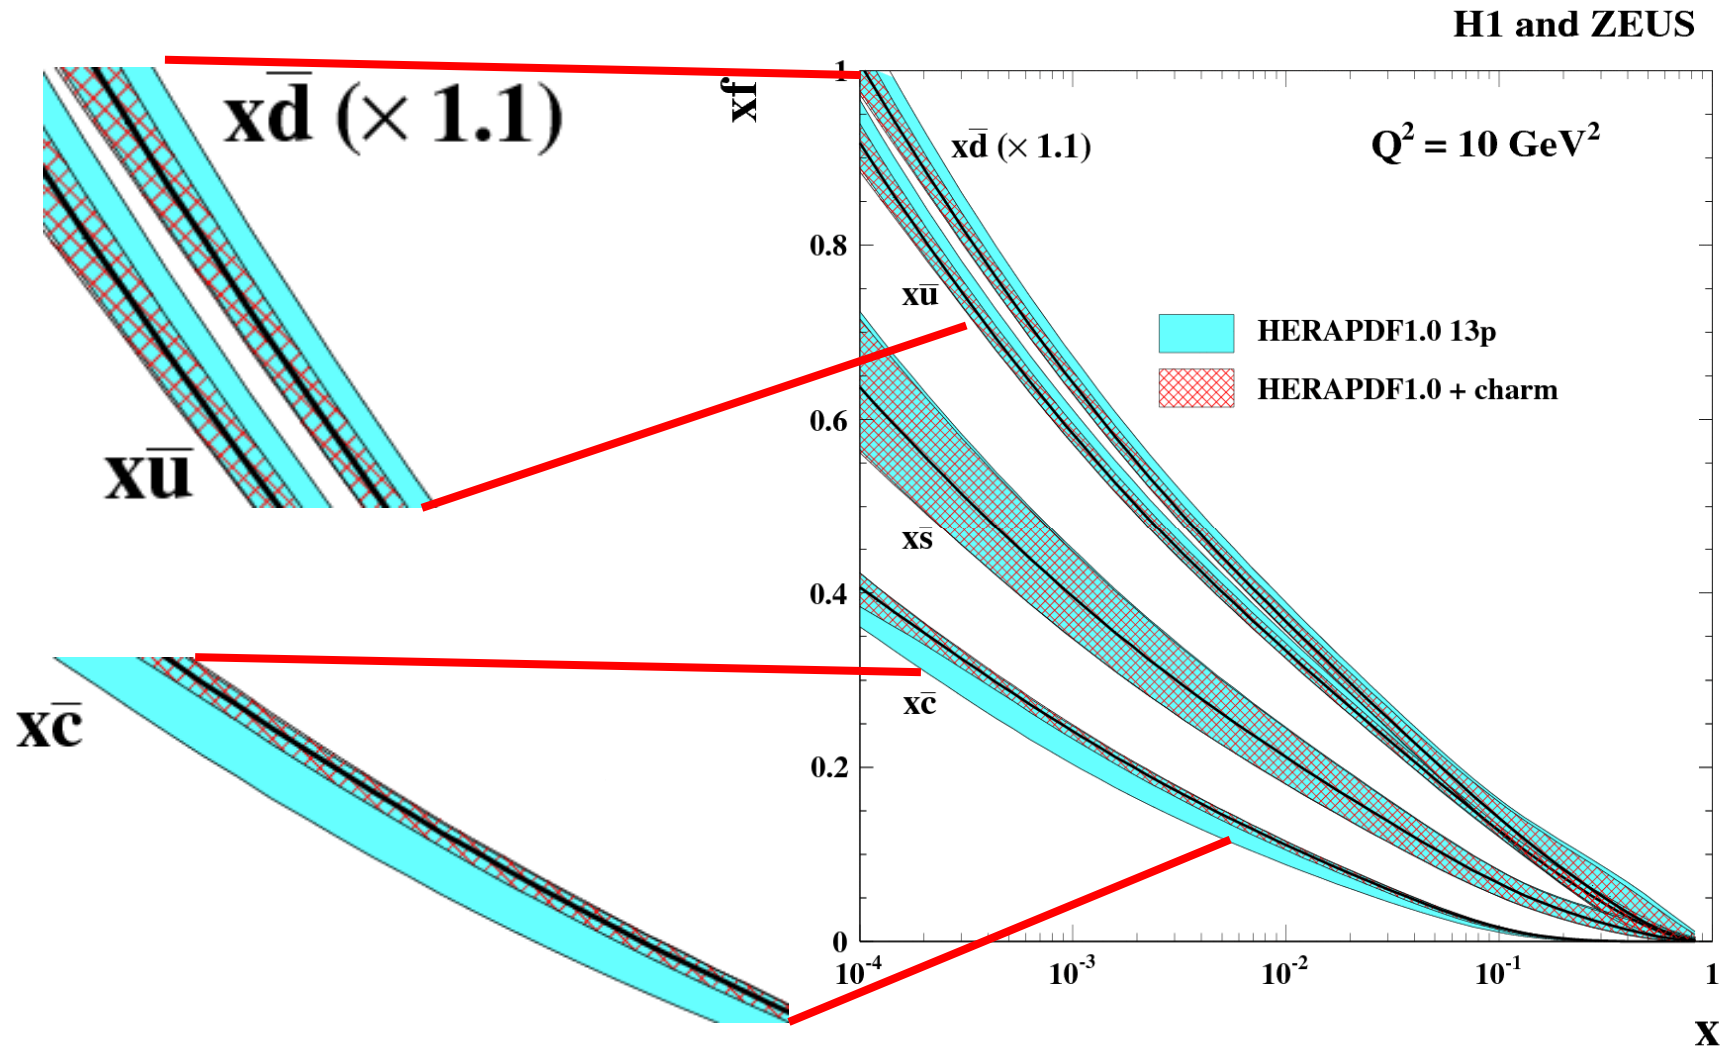 H1 and ZEUS
xf
1
0.8
0.6
0.4
0.2
0
xd̅ (× 1.1)
Q² = 10 GeV²
xu̅
HERAPDF1.0 13p
HERAPDF1.0 + charm
xs̅
xc̅
10⁻⁴ 10⁻³ 10⁻² 10⁻¹ 1
x
xd̅ (× 1.1)
xu̅
xc̅